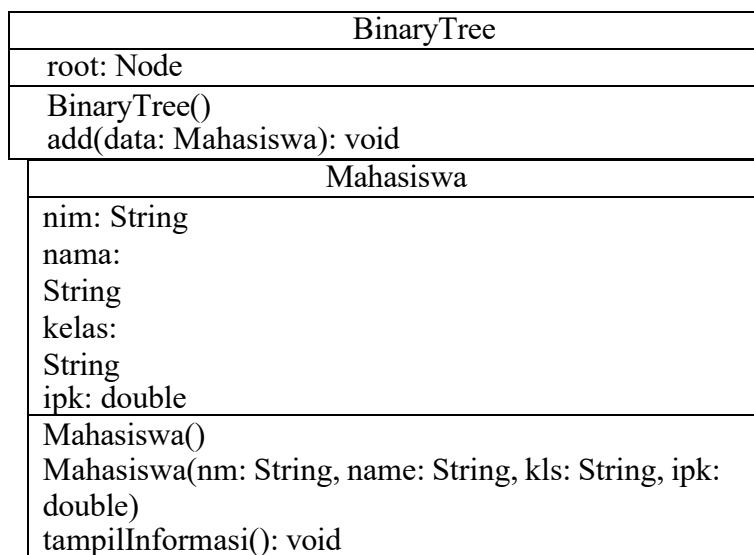 BinaryTree
root: Node
BinaryTree()
add(data: Mahasiswa): void
Mahasiswa
nim: String
nama:
String
kelas:
String
ipk: double
Mahasiswa()
Mahasiswa(nm: String, name: String, kls: String, ipk:
double)
tampilInformasi(): void